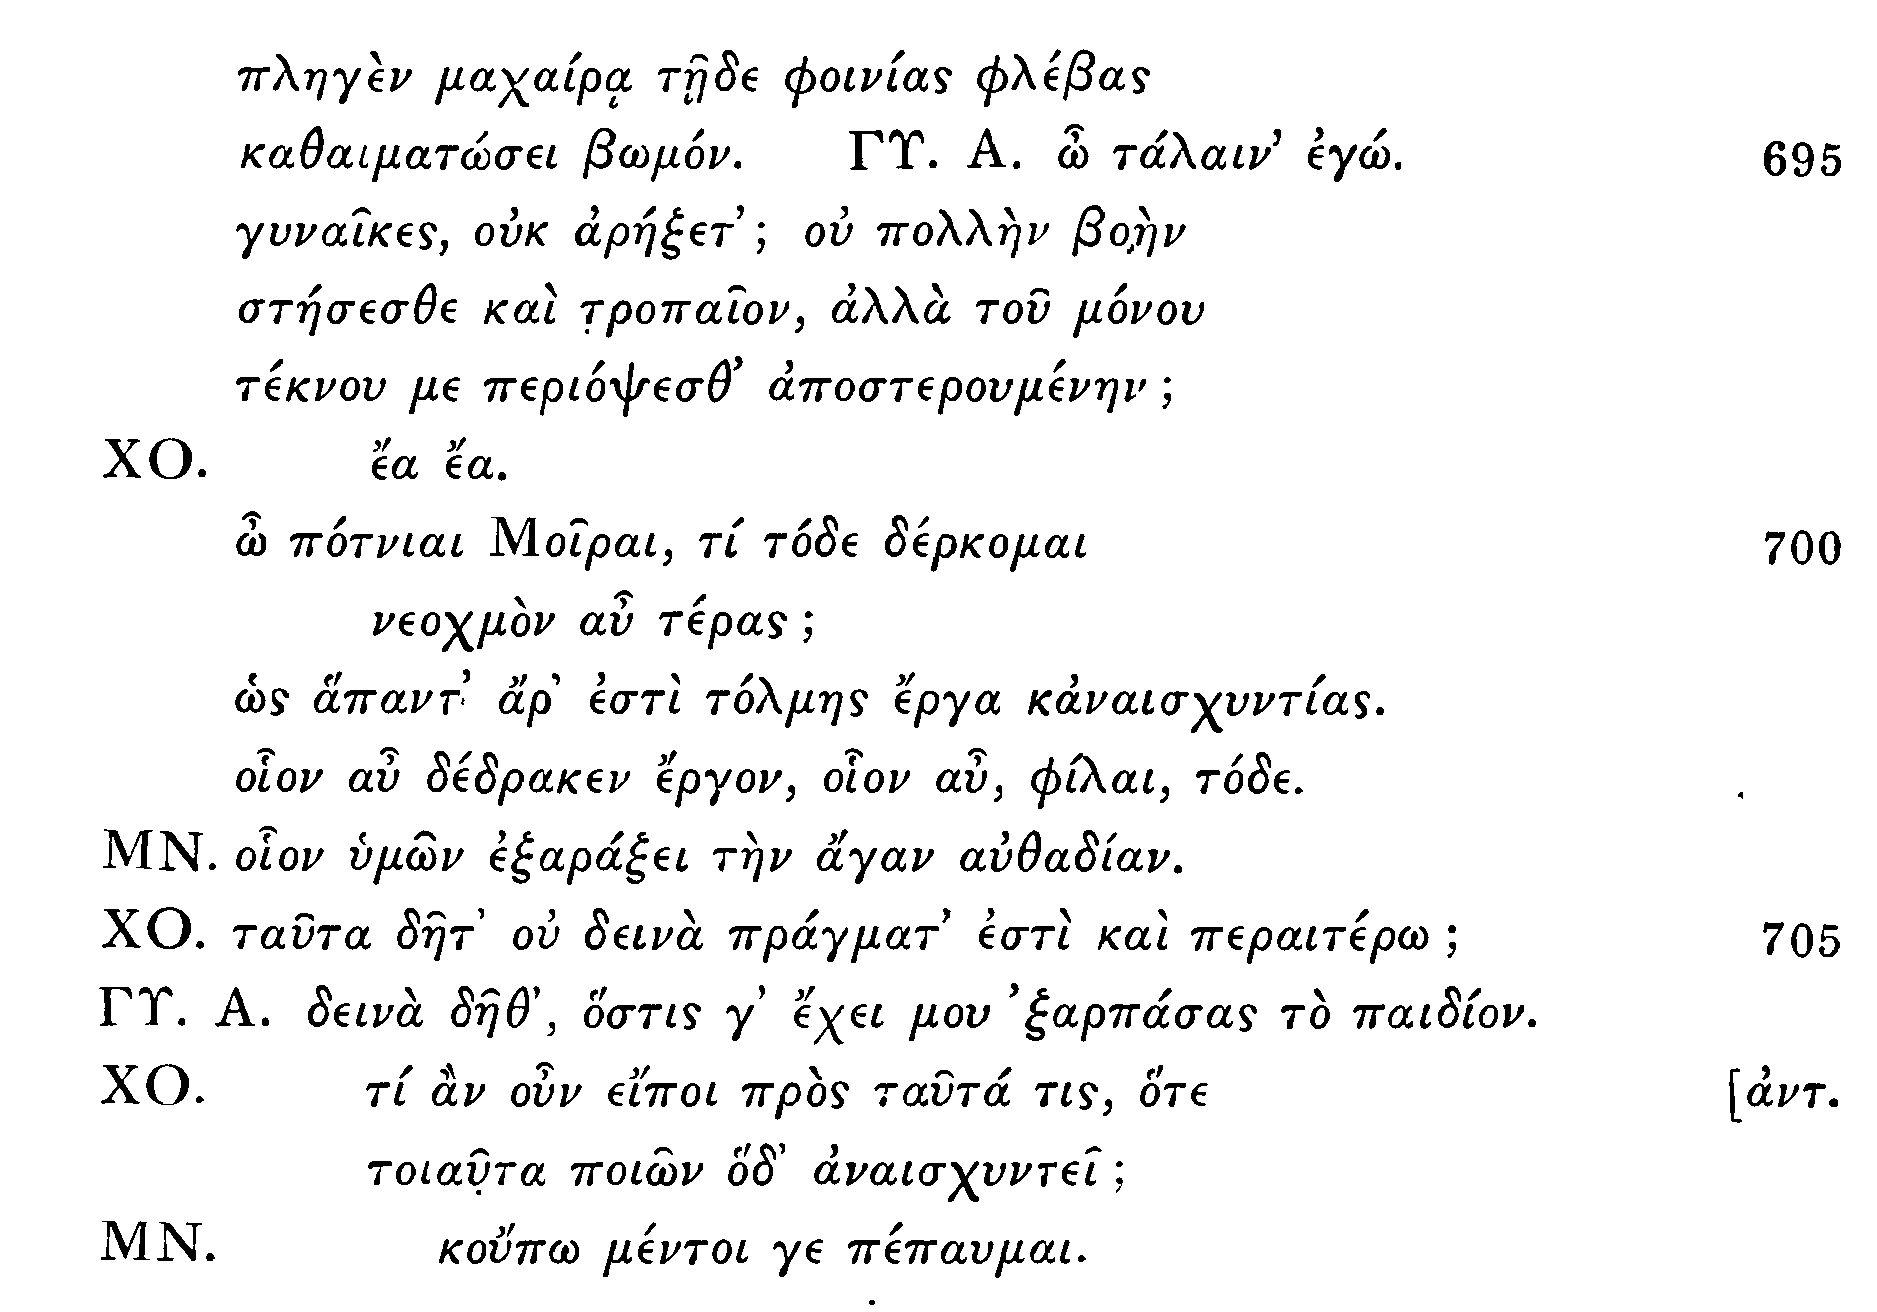 πληγὲν μαχαίρᾳ τῇδε φοινίας φλέβας
καθαιματώσει βωμόν. ΓΥ. Α. ὦ τάλαιν’ ἐγώ. 695
γυναῖκες, οὐκ ἀρήξετ’; οὐ πολλὴν βοὴν
στήσεσθε καὶ τροπαῖον, ἀλλὰ τοῦ μόνου
τέκνου με περιόψεσθ’ ἀποστερουμένην;
ΧΟ. ἔα ἔα.
ὦ πότνιαι Μοῖραι, τί τόδε δέρκομαι 700
νεοχμὸν αὖ τέρας;
ὡς ἅπαντ’ ἄρ’ ἐστὶ τόλμης ἔργα κἀναισχυντίας.
οἷον αὖ δέδρακεν ἔργον, οἷον αὖ, φίλαι, τόδε.
ΜΝ. οἷον ὑμῶν ἐξαράξει τὴν ἄγαν αὐθαδίαν.
ΧΟ. ταῦτα δῆτ’ οὐ δεινὰ πράγματ’ ἐστὶ καὶ περαιτέρω; 705
ΓΥ. Α. δεινὰ δῆθ’, ὅστις γ’ ἔχει μου ’ξαρπάσας τὸ παιδίον.
ΧΟ. τί ἂν οὖν εἴποι πρὸς ταῦτά τις, ὅτε [ἀντ.
τοιαῦτα ποιῶν ὅδ’ ἀναισχυντεῖ;
ΜΝ. κοὔπω μέντοι γε πέπαυμαι.